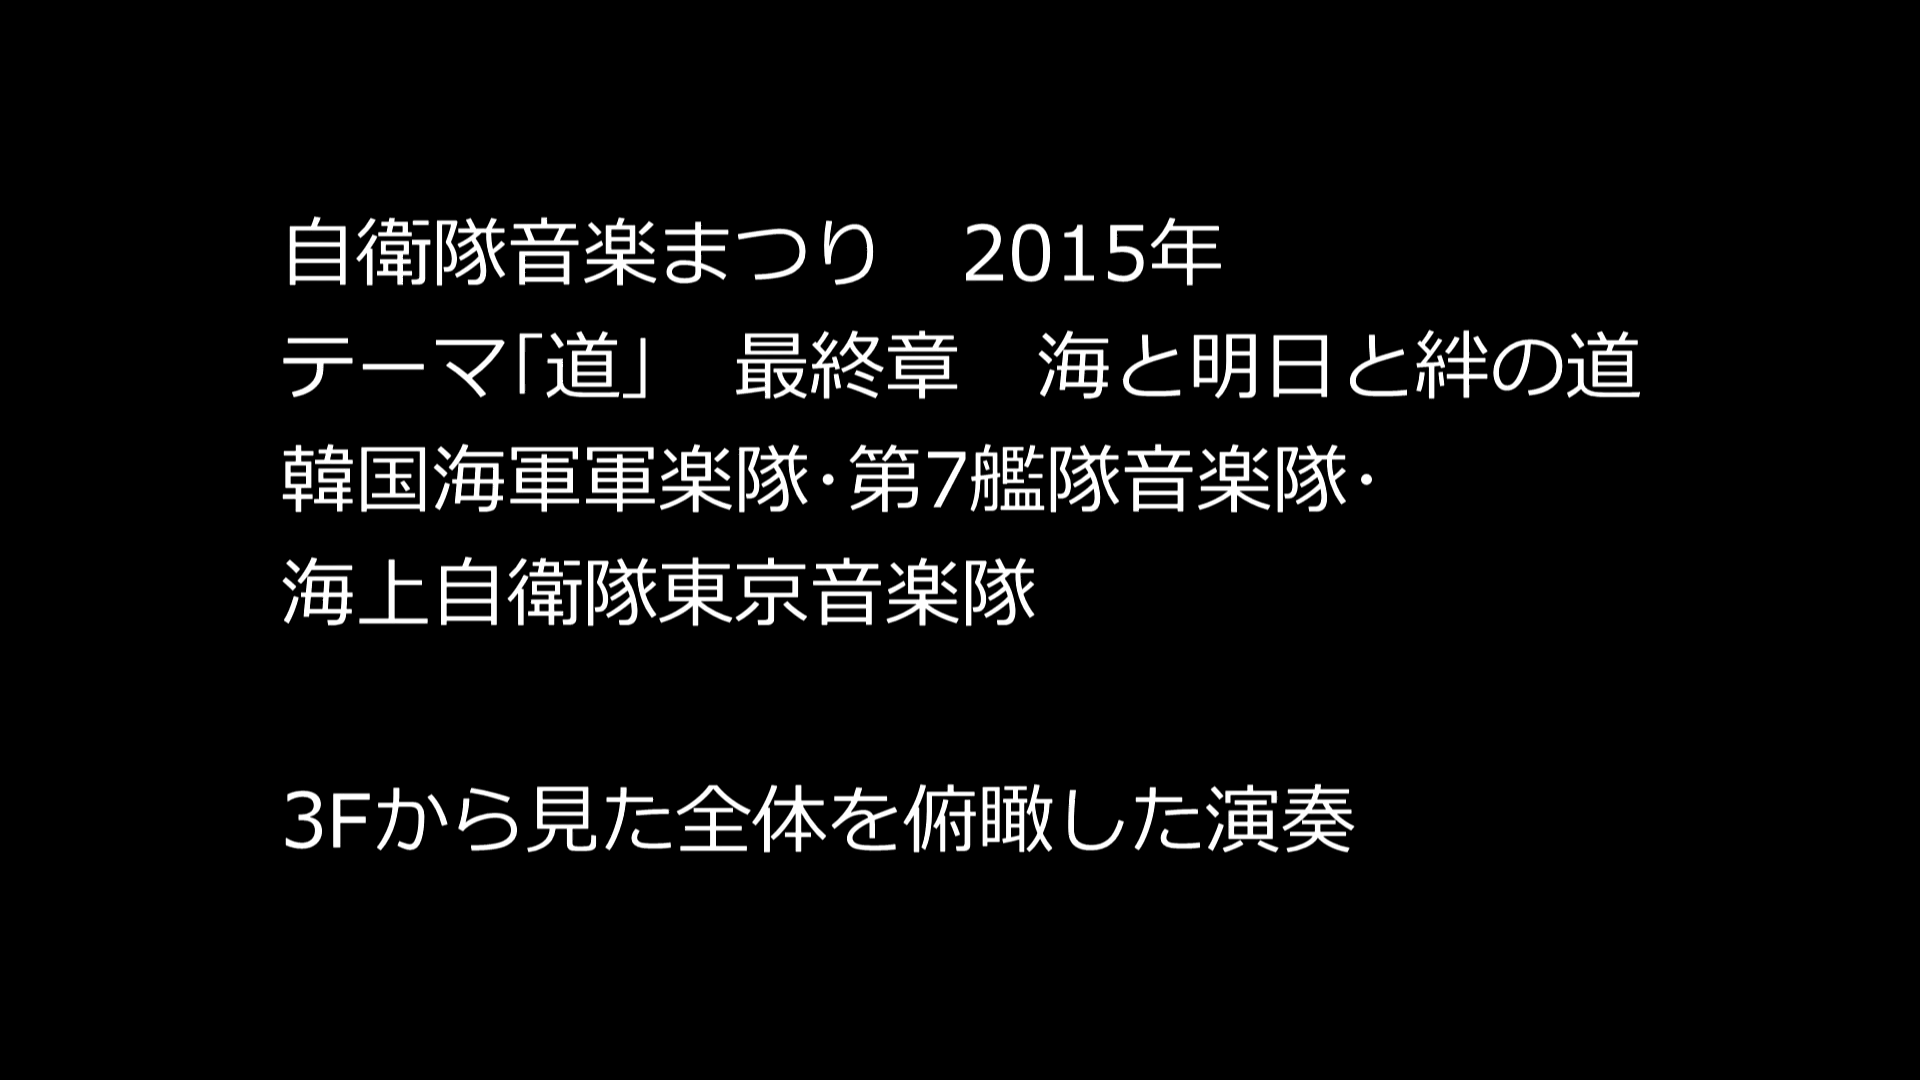 自衛隊音楽まつり　2015年
テーマ｢道｣　最終章　海と明日と絆の道
韓国海軍軍楽隊･第7艦隊音楽隊･
海上自衛隊東京音楽隊
3Fから見た全体を俯瞰した演奏